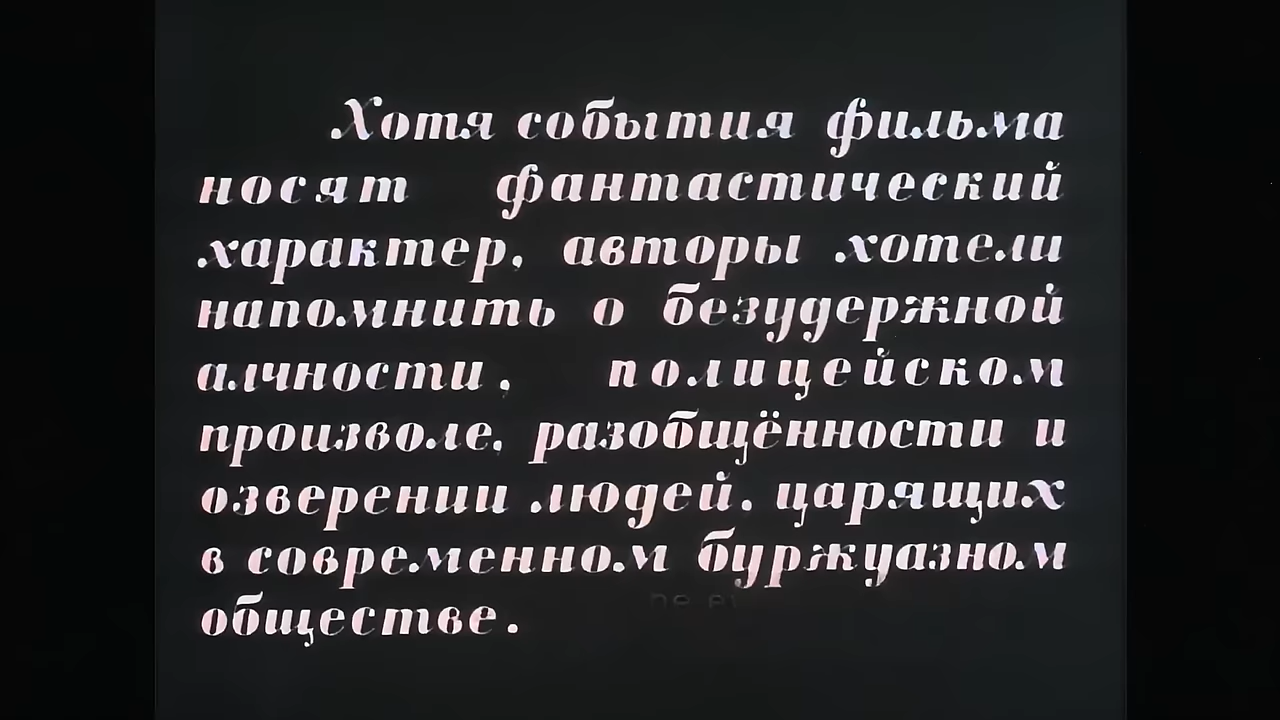 Хотя события фильма
носят фантастический
характер, авторы хотели
напомнить о безудержной
алчности, полицейском
произволе, разобщённости и
озверении людей, царящих
в современном буржуазном
обществе.